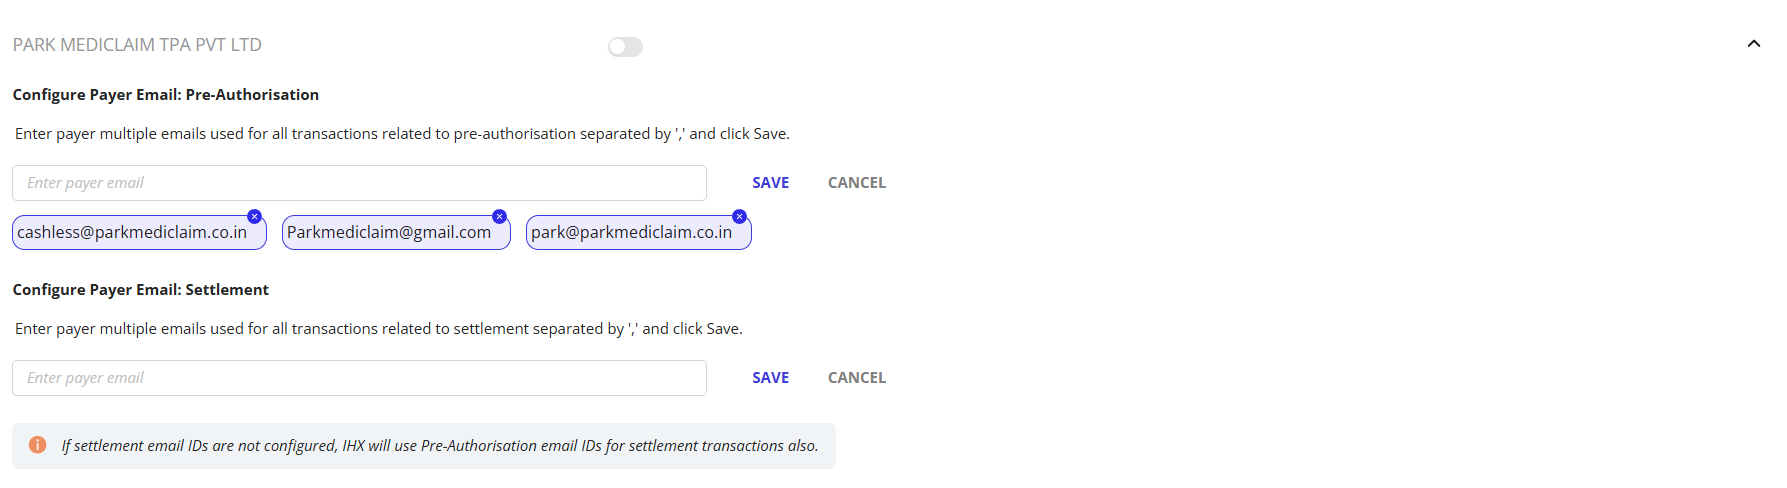 PARK MEDICLAIM TPA PVT LTD
Configure Payer Email: Pre-Authorisation
Enter payer multiple emails used for all transactions related to pre-authorisation separated by ',' and click Save.
Enter payer email SAVE CANCEL
cashless@parkmediclaim.co.in Parkmediclaim@gmail.com park@parkmediclaim.co.in
Configure Payer Email: Settlement
Enter payer multiple emails used for all transactions related to settlement separated by ',' and click Save.
Enter payer email SAVE CANCEL
If settlement email IDs are not configured, IHX will use Pre-Authorisation email IDs for settlement transactions also.